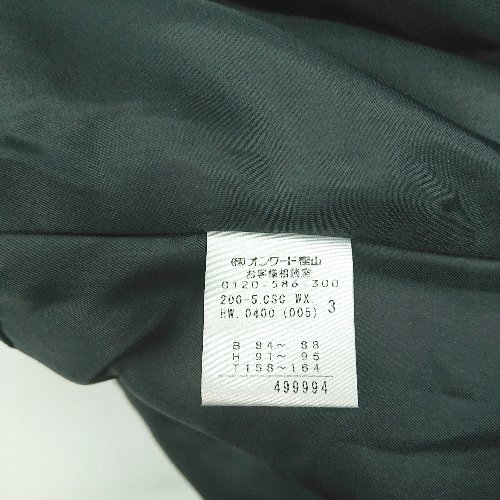 (株)オンワード樫山
お客様相談室
0120-586-300
200-5.CSC WX. 3
HW. 0400 (005)
B 84～ 88
H 91～ 95
T158～164
499994